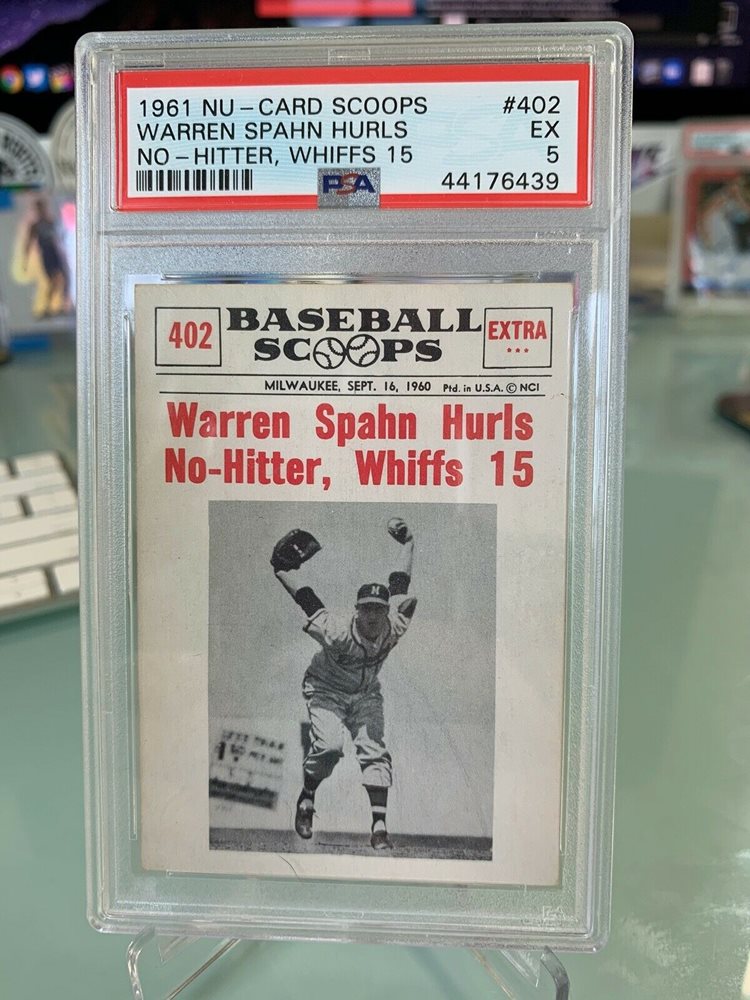 1961 NU-CARD SCOOPS #402
WARREN SPAHN HURLS EX
NO-HITTER, WHIFFS 15 5
PSA 44176439
402 BASEBALL EXTRA
SCOOPS ***
MILWAUKEE, SEPT. 16, 1960 Ptd. in U.S.A. © NCI
Warren Spahn Hurls
No-Hitter, Whiffs 15